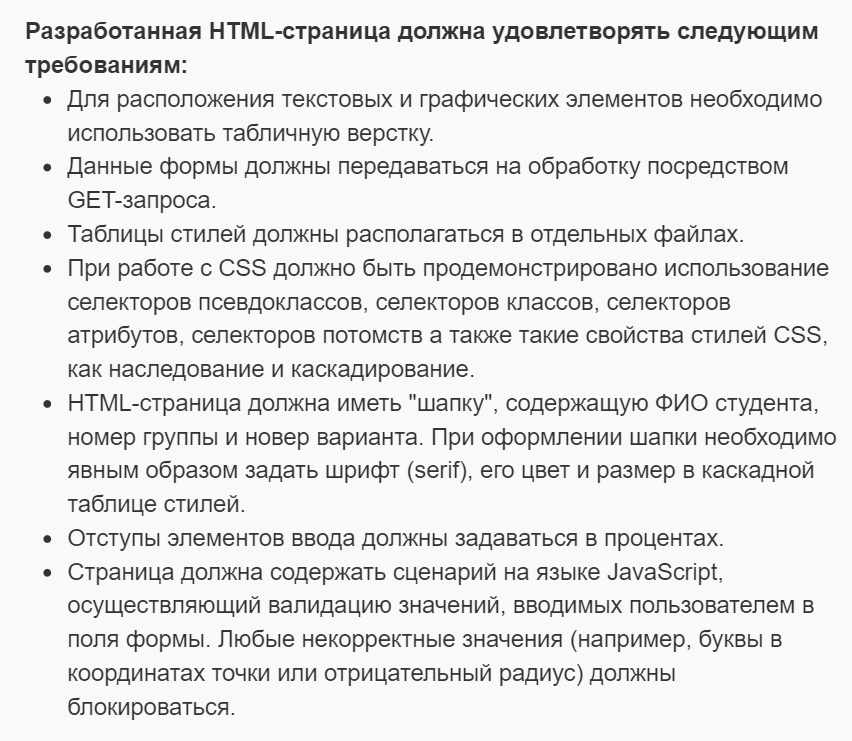 Разработанная HTML-страница должна удовлетворять следующим
требованиям:
• Для расположения текстовых и графических элементов необходимо
использовать табличную верстку.
• Данные формы должны передаваться на обработку посредством
GET-запроса.
• Таблицы стилей должны располагаться в отдельных файлах.
• При работе с CSS должно быть продемонстрировано использование
селекторов псевдоклассов, селекторов классов, селекторов
атрибутов, селекторов потомств а также такие свойства стилей CSS,
как наследование и каскадирование.
• HTML-страница должна иметь "шапку", содержащую ФИО студента,
номер группы и новер варианта. При оформлении шапки необходимо
явным образом задать шрифт (serif), его цвет и размер в каскадной
таблице стилей.
• Отступы элементов ввода должны задаваться в процентах.
• Страница должна содержать сценарий на языке JavaScript,
осуществляющий валидацию значений, вводимых пользователем в
поля формы. Любые некорректные значения (например, буквы в
координатах точки или отрицательный радиус) должны
блокироваться.